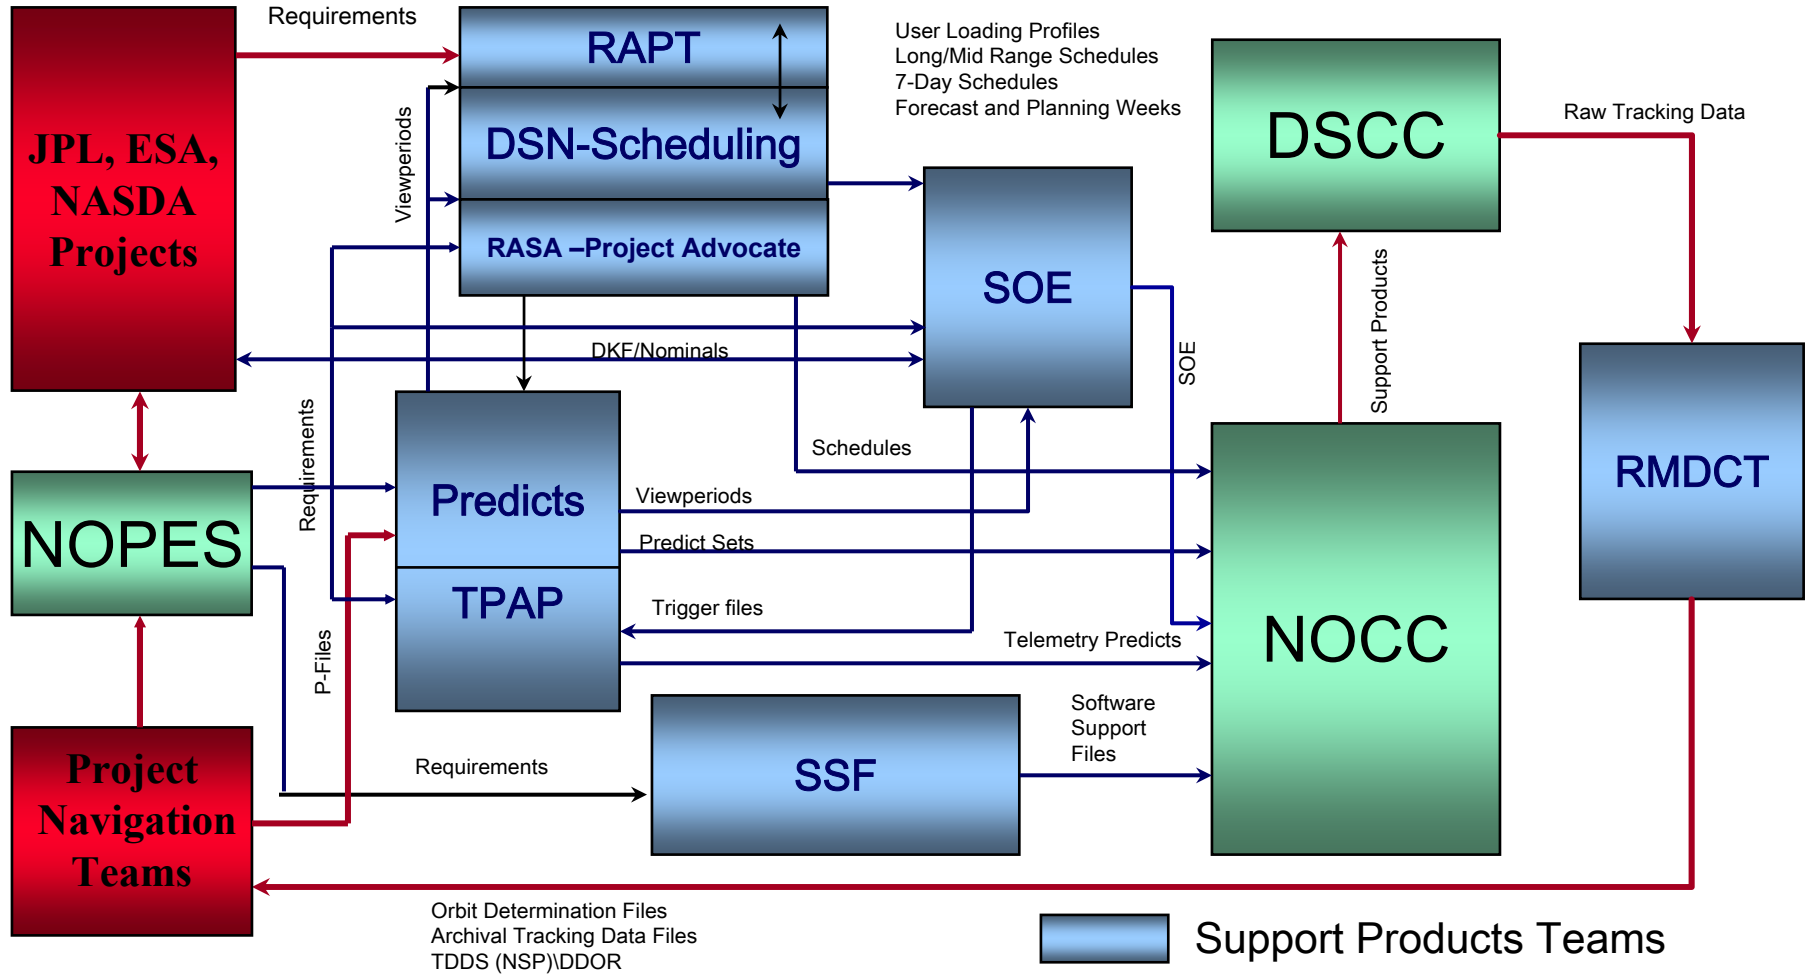 Requirements
RAPT
User Loading Profiles
Long/Mid Range Schedules
7-Day Schedules
Forecast and Planning Weeks
JPL, ESA,
NASDA
Projects
Viewperiods
DSN-Scheduling
RASA –Project Advocate
DSCC
Raw Tracking Data
SOE
DKF/Nominals
SOE
Support Products
RMDCT
Requirements
Schedules
NOPES
Predicts
Viewperiods
Predict Sets
TPAP
Trigger files
Telemetry Predicts
NOCC
P-Files
Project
Navigation
Teams
Requirements
SSF
Software
Support
Files
Orbit Determination Files
Archival Tracking Data Files
TDDS (NSP)\DDOR
Support Products Teams